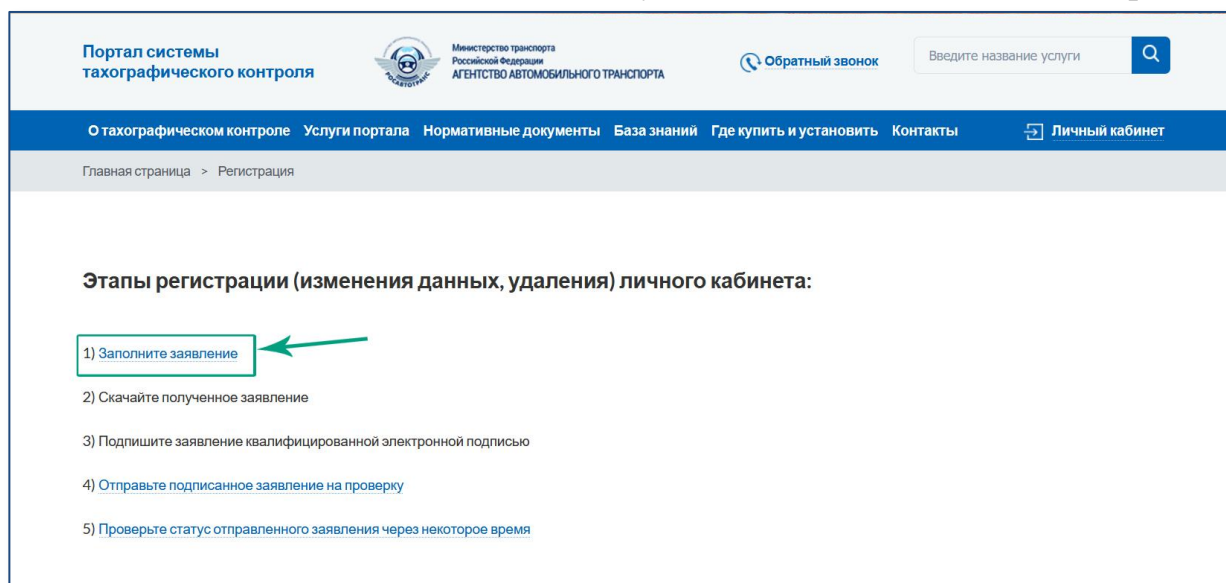 Портал системы
тахографического контроля
РОСАВТОТРАНС
Министерство транспорта
Российской Федерации
АГЕНТСТВО АВТОМОБИЛЬНОГО ТРАНСПОРТА
Обратный звонок
Введите название услуги
О тахографическом контроле Услуги портала Нормативные документы База знаний Где купить и установить Контакты Личный кабинет
Главная страница > Регистрация
Этапы регистрации (изменения данных, удаления) личного кабинета:
1) Заполните заявление
2) Скачайте полученное заявление
3) Подпишите заявление квалифицированной электронной подписью
4) Отправьте подписанное заявление на проверку
5) Проверьте статус отправленного заявления через некоторое время